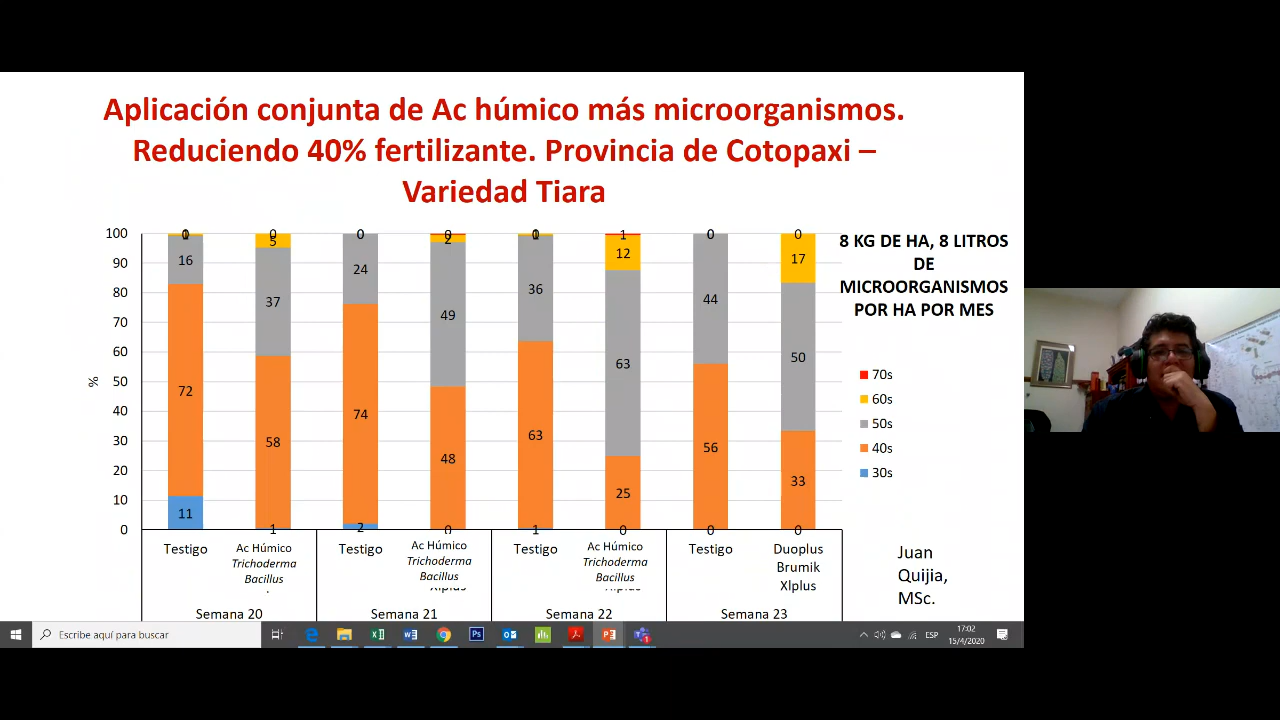 Aplicación conjunta de Ac húmico más microorganismos.
Reduciendo 40% fertilizante. Provincia de Cotopaxi –
Variedad Tiara
8 KG DE HA, 8 LITROS
DE
MICROORGANISMOS
POR HA POR MES
%
100
90
80
70
60
50
40
30
20
10
0
0
16
72
11
0
5
37
58
1
0
24
74
2
0
2
49
48
0
36
63
1
1
12
63
25
0
0
44
56
0
0
17
50
33
0
70s
60s
50s
40s
30s
Testigo
Ac Húmico
Trichoderma
Bacillus
Testigo
Ac Húmico
Trichoderma
Bacillus
Xlplus
Testigo
Ac Húmico
Trichoderma
Bacillus
Testigo
Duoplus
Brumik
Xlplus
Semana 20
Semana 21
Semana 22
Semana 23
Juan
Quijia,
MSc.
Escribe aquí para buscar
ESP
17:02
15/4/2020